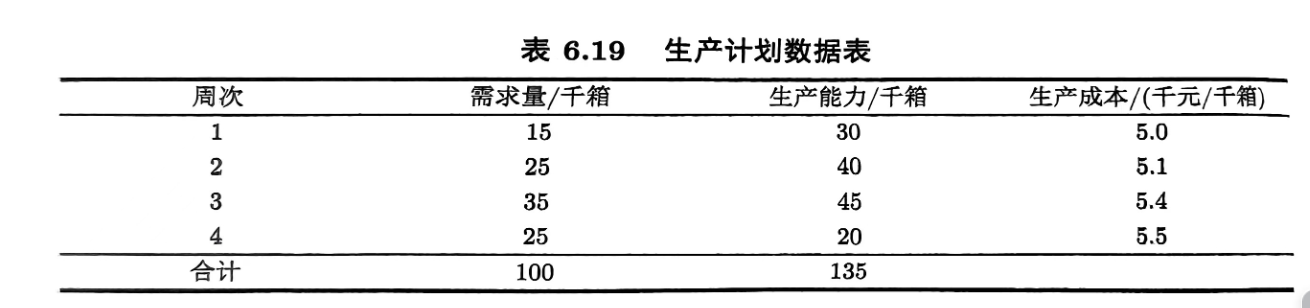 表 6.19 生产计划数据表
周次 需求量/千箱 生产能力/千箱 生产成本/(千元/千箱)
1 15 30 5.0
2 25 40 5.1
3 35 45 5.4
4 25 20 5.5
合计 100 135